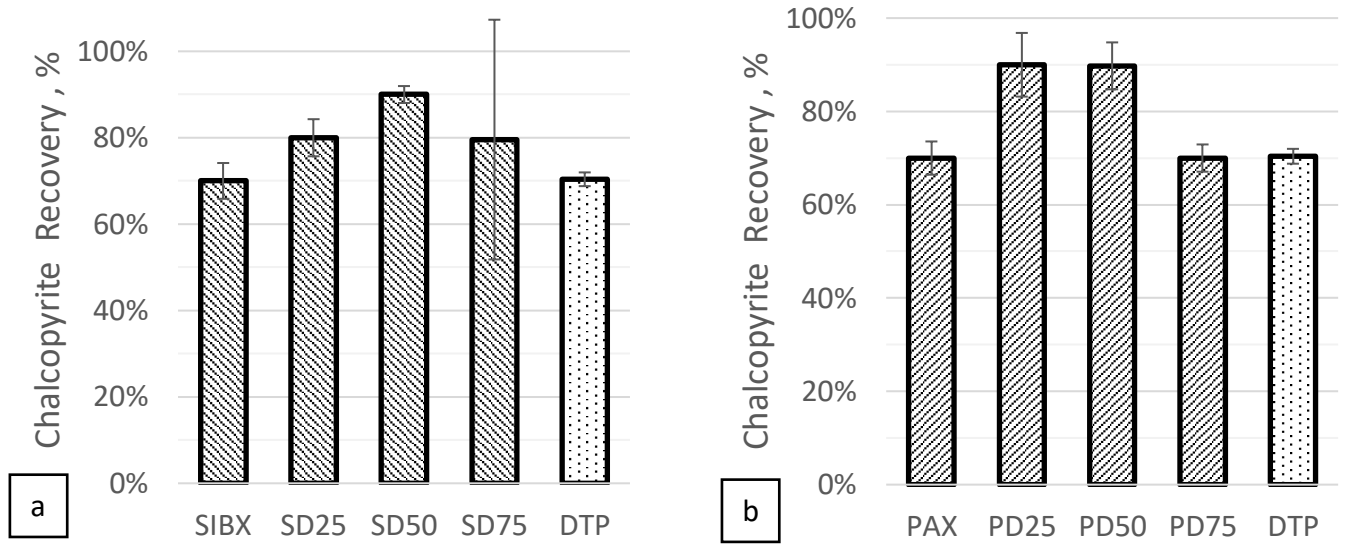 Chalcopyrite Recovery , %
100%
80%
60%
40%
20%
0%
SIBX SD25 SD50 SD75 DTP
a
Chalcopyrite Recovery, %
100%
80%
60%
40%
20%
0%
PAX PD25 PD50 PD75 DTP
b